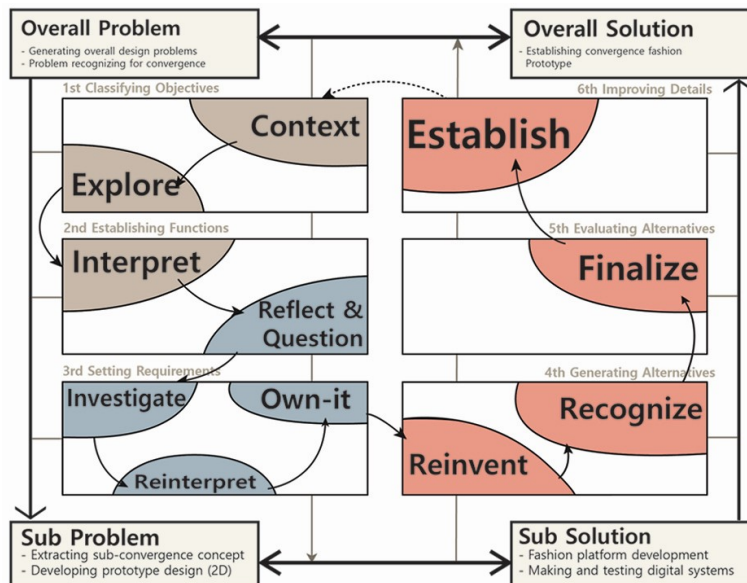 Overall Problem
- Generating overall design problems
- Problem recognizing for convergence
Overall Solution
- Establishing convergence fashion
Prototype
1st Classifying Objectives
Context
Explore
6th Improving Details
Establish
2nd Establishing Functions
Interpret
Reflect &
Question
5th Evaluating Alternatives
Finalize
3rd Setting Requirements
Investigate
Own-it
Reinterpret
4th Generating Alternatives
Recognize
Reinvent
Sub Problem
- Extracting sub-convergence concept
- Developing prototype design (2D)
Sub Solution
- Fashion platform development
- Making and testing digital systems